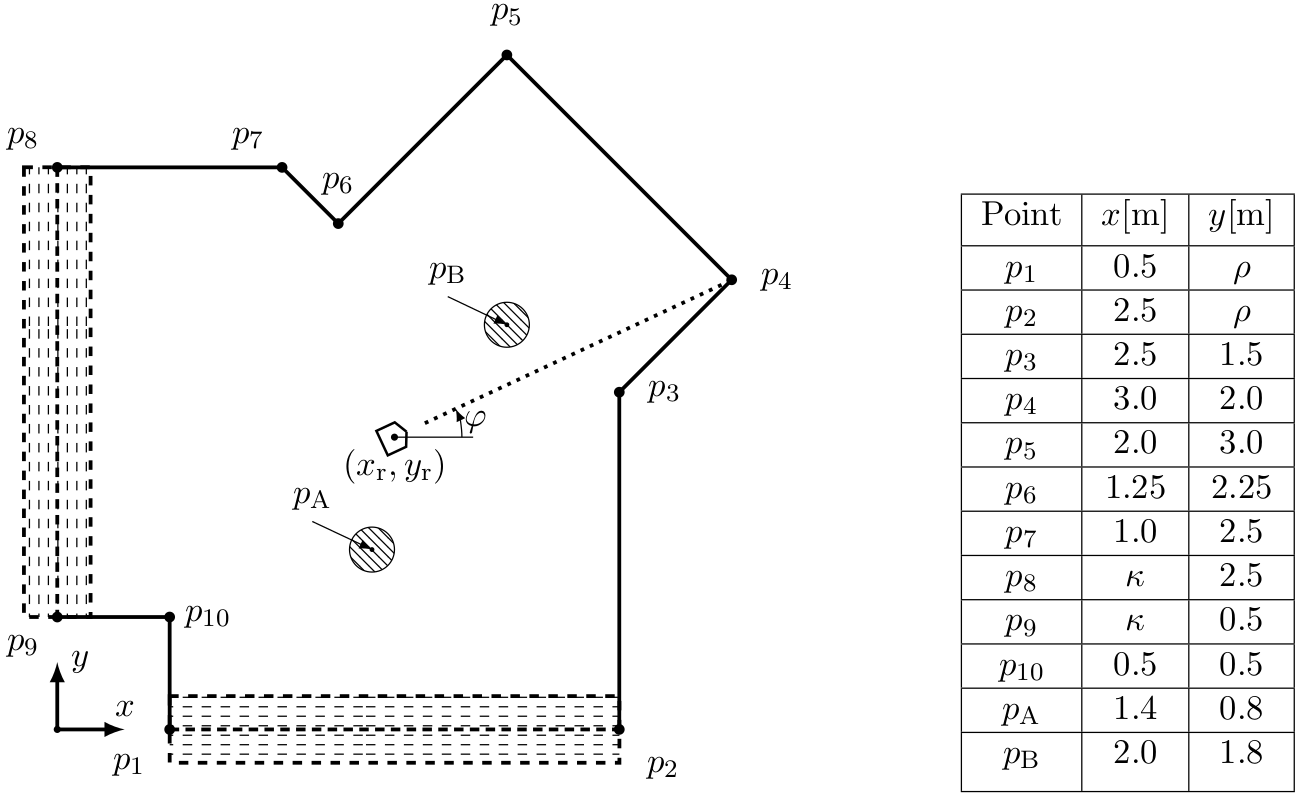 p5
p8
p7
p6
pB
p4
p3
φ
(xr, yr)
pA
p10
p9
y
x
p1
p2
Point x[m] y[m]
p1 0.5 ρ
p2 2.5 ρ
p3 2.5 1.5
p4 3.0 2.0
p5 2.0 3.0
p6 1.25 2.25
p7 1.0 2.5
p8 κ 2.5
p9 κ 0.5
p10 0.5 0.5
pA 1.4 0.8
pB 2.0 1.8